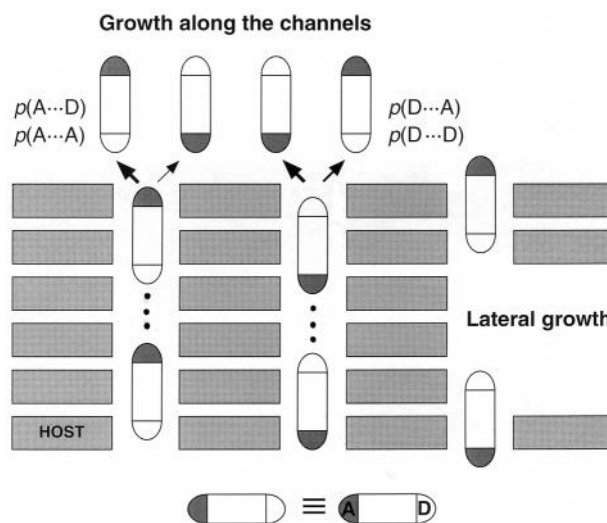 Growth along the channels
p(A···D)
p(A···A)
p(D···A)
p(D···D)
Lateral growth
HOST
≡
A
D